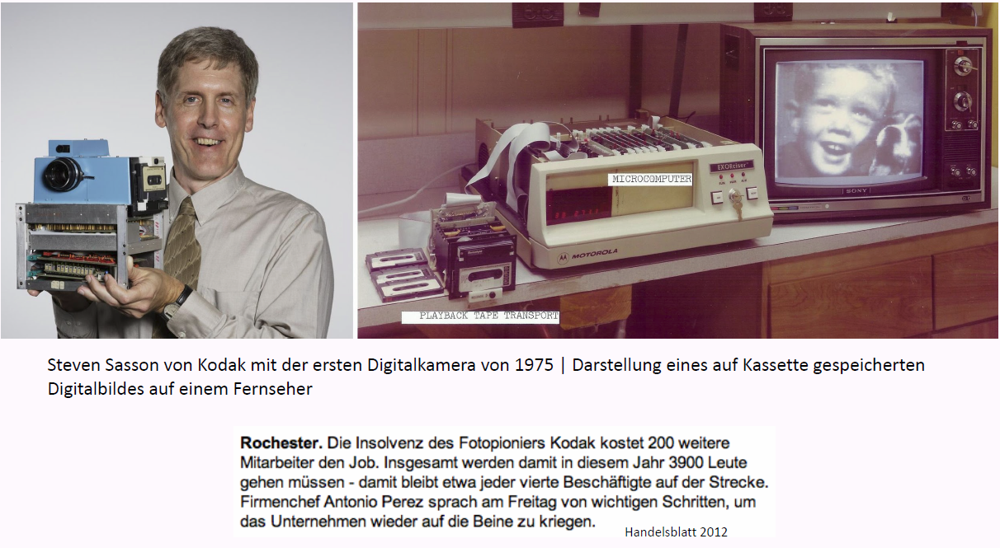 MICROCOMPUTER
EXORciser
SONY
MOTOROLA
PLAYBACK TAPE TRANSPORT
Steven Sasson von Kodak mit der ersten Digitalkamera von 1975 | Darstellung eines auf Kassette gespeicherten
Digitalbildes auf einem Fernseher
Rochester. Die Insolvenz des Fotopioniers Kodak kostet 200 weitere
Mitarbeiter den Job. Insgesamt werden damit in diesem Jahr 3900 Leute
gehen müssen - damit bleibt etwa jeder vierte Beschäftigte auf der Strecke.
Firmenchef Antonio Perez sprach am Freitag von wichtigen Schritten, um
das Unternehmen wieder auf die Beine zu kriegen.
Handelsblatt 2012